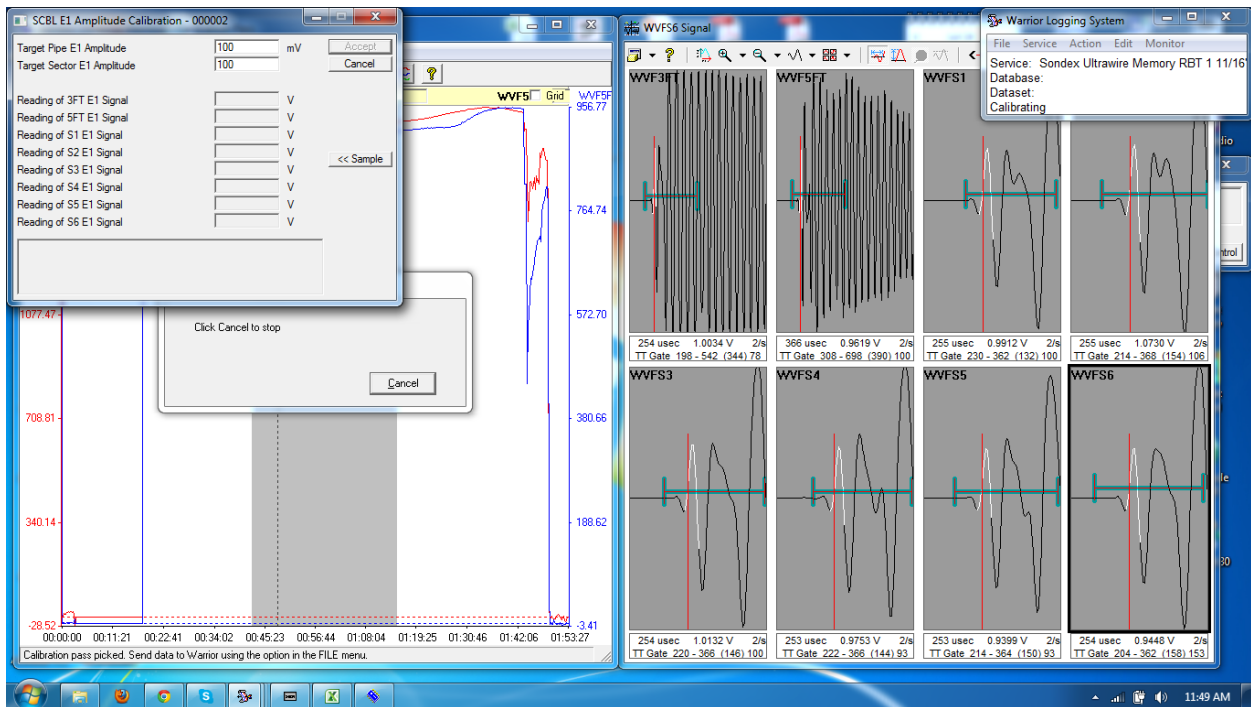 SCBL E1 Amplitude Calibration - 000002
Target Pipe E1 Amplitude 100 mV Accept
Target Sector E1 Amplitude 100 Cancel
Reading of 3FT E1 Signal V
Reading of 5FT E1 Signal V
Reading of S1 E1 Signal V
Reading of S2 E1 Signal V
<< Sample
Reading of S3 E1 Signal V
Reading of S4 E1 Signal V
Reading of S5 E1 Signal V
Reading of S6 E1 Signal V
WVF5 Grid WVF5F
956.77
764.74
1077.47 572.70
Click Cancel to stop
Cancel
708.81 380.66
340.14 188.62
-28.52 -3.41
00:00:00 00:11:21 00:22:41 00:34:02 00:45:23 00:56:44 01:08:04 01:19:25 01:30:46 01:42:06 01:53:27
Calibration pass picked. Send data to Warrior using the option in the FILE menu.
WVFS6 Signal
WVF3FT WVF5FT WVFS1
254 usec 1.0034 V 2/s
TT Gate 198 - 542 (344) 78
366 usec 0.9619 V 2/s
TT Gate 308 - 698 (390) 100
255 usec 0.9912 V 2/s
TT Gate 230 - 362 (132) 100
255 usec 1.0730 V 2/s
TT Gate 214 - 368 (154) 106
WVFS3 WVFS4 WVFS5 WVFS6
254 usec 1.0132 V 2/s
TT Gate 220 - 366 (146) 100
253 usec 0.9753 V 2/s
TT Gate 222 - 366 (144) 93
253 usec 0.9399 V 2/s
TT Gate 214 - 364 (150) 93
254 usec 0.9448 V 2/s
TT Gate 204 - 362 (158) 153
Warrior Logging System
File Service Action Edit Monitor
Service: Sondex Ultrawire Memory RBT 1 11/16"
Database:
Dataset:
Calibrating
dio
ntrol
le
30
11:49 AM